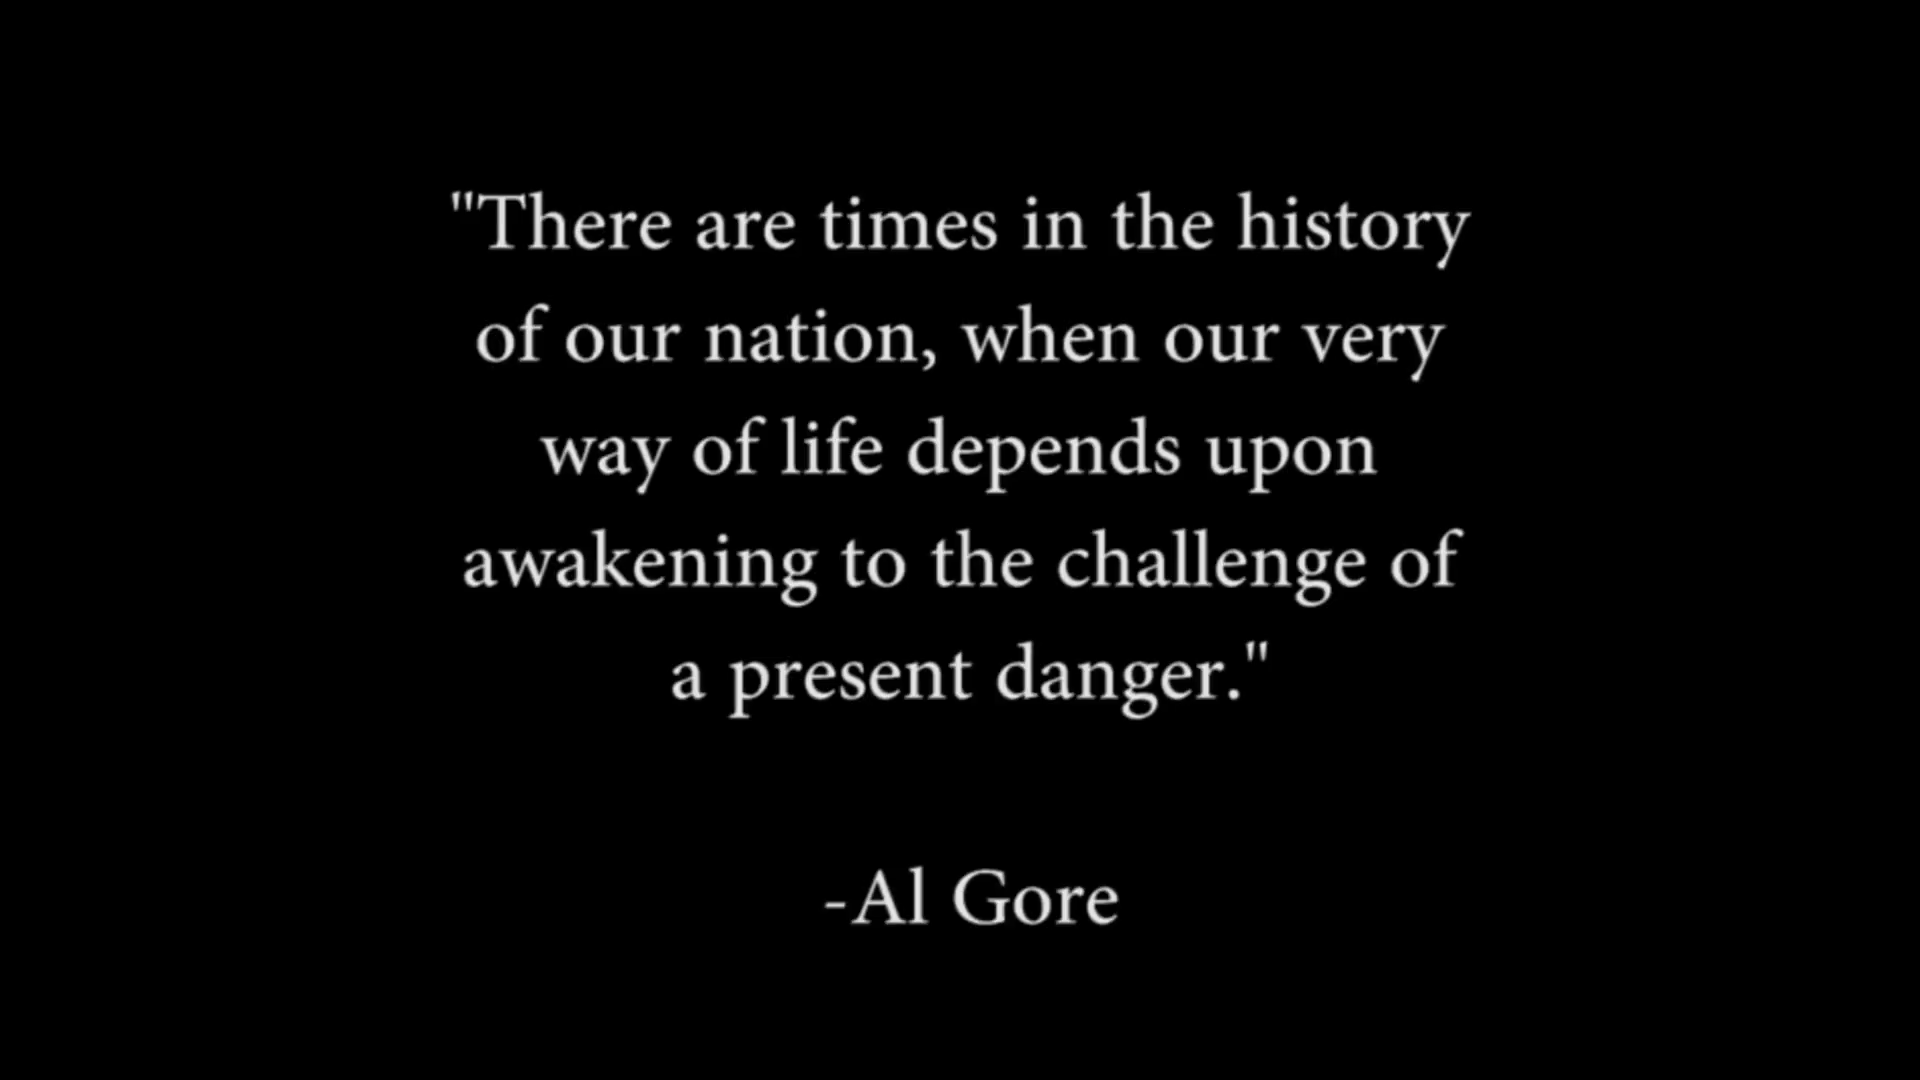 "There are times in the history
of our nation, when our very
way of life depends upon
awakening to the challenge of
a present danger."
-Al Gore